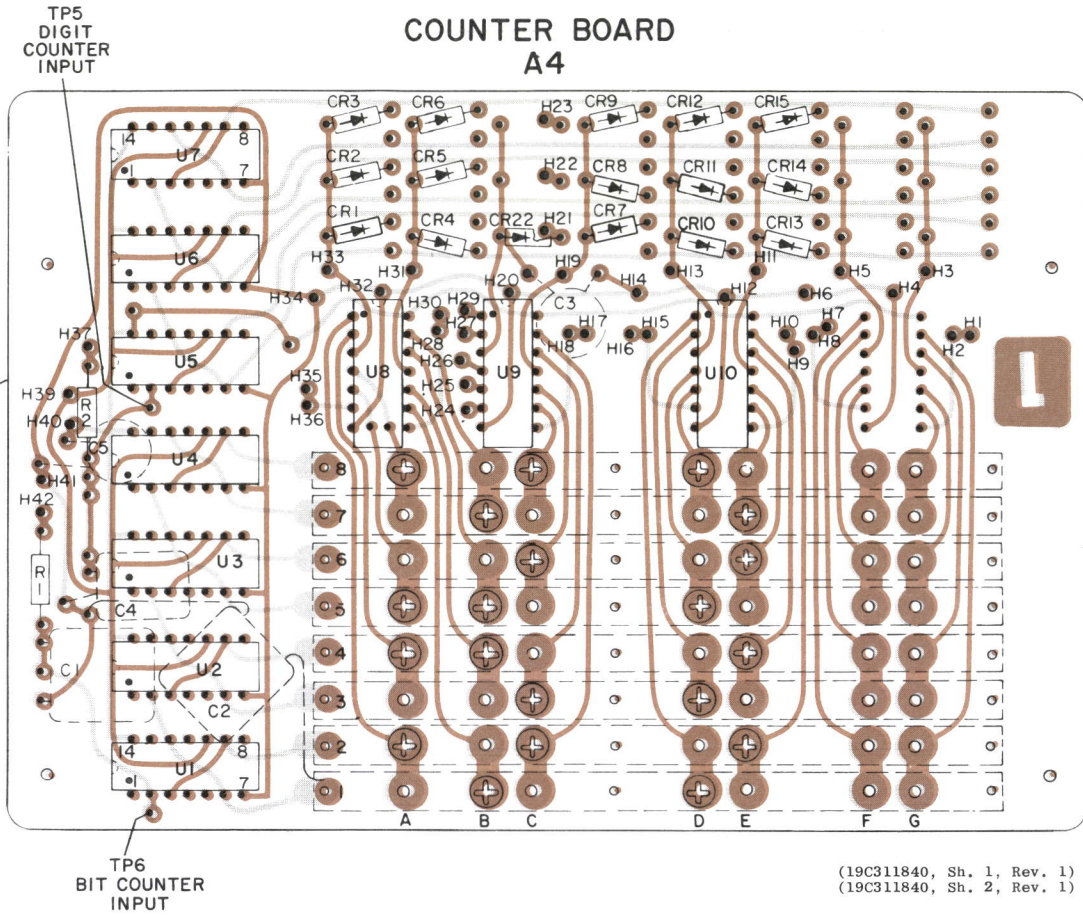 TP5
DIGIT
COUNTER
INPUT
COUNTER BOARD
A4
CR3
CR6
H23
CR9
CR12
CR15
14
8
U7
1
7
CR2
CR5
H22
CR8
CR11
CR14
CR1
CR4
CR22
H21
CR7
CR10
CR13
U6
H33
H31
H19
H13
H11
H5
H3
H34
H32
H20
H14
H12
H6
H4
C3
H30
H29
H27
H28
H18
H17
H16
H15
H10
H7
H8
H9
H2
H1
H37
U5
H35
H36
U8
H26
H25
H24
U9
U10
H39
R2
H40
C5
U4
H41
H42
8
7
6
5
4
3
2
1
U3
R1
C4
C1
U2
C2
14
8
U1
1
7
A
B
C
D
E
F
G
TP6
BIT COUNTER
INPUT
1
(19C311840, Sh. 1, Rev. 1)
(19C311840, Sh. 2, Rev. 1)